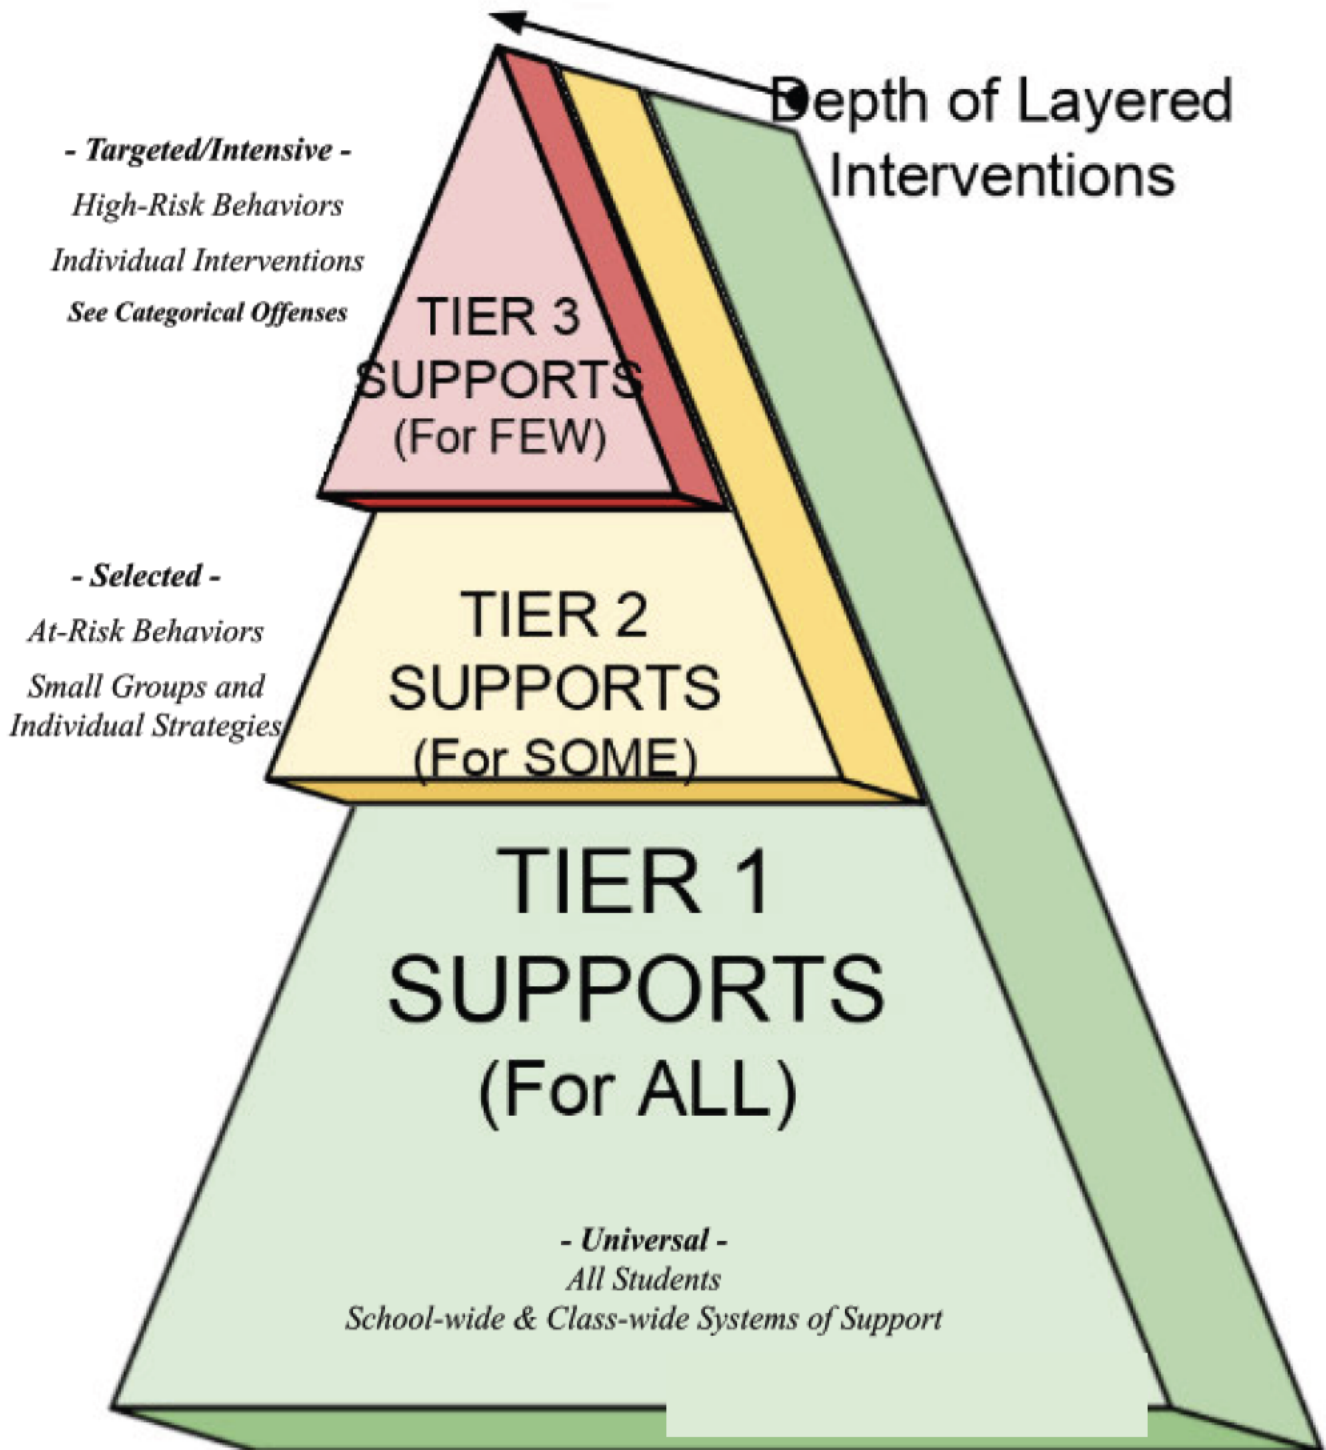 Depth of Layered
Interventions
- Targeted/Intensive -
High-Risk Behaviors
Individual Interventions
See Categorical Offenses
TIER 3
SUPPORTS
(For FEW)
- Selected -
At-Risk Behaviors
Small Groups and
Individual Strategies
TIER 2
SUPPORTS
(For SOME)
TIER 1
SUPPORTS
(For ALL)
- Universal -
All Students
School-wide & Class-wide Systems of Support